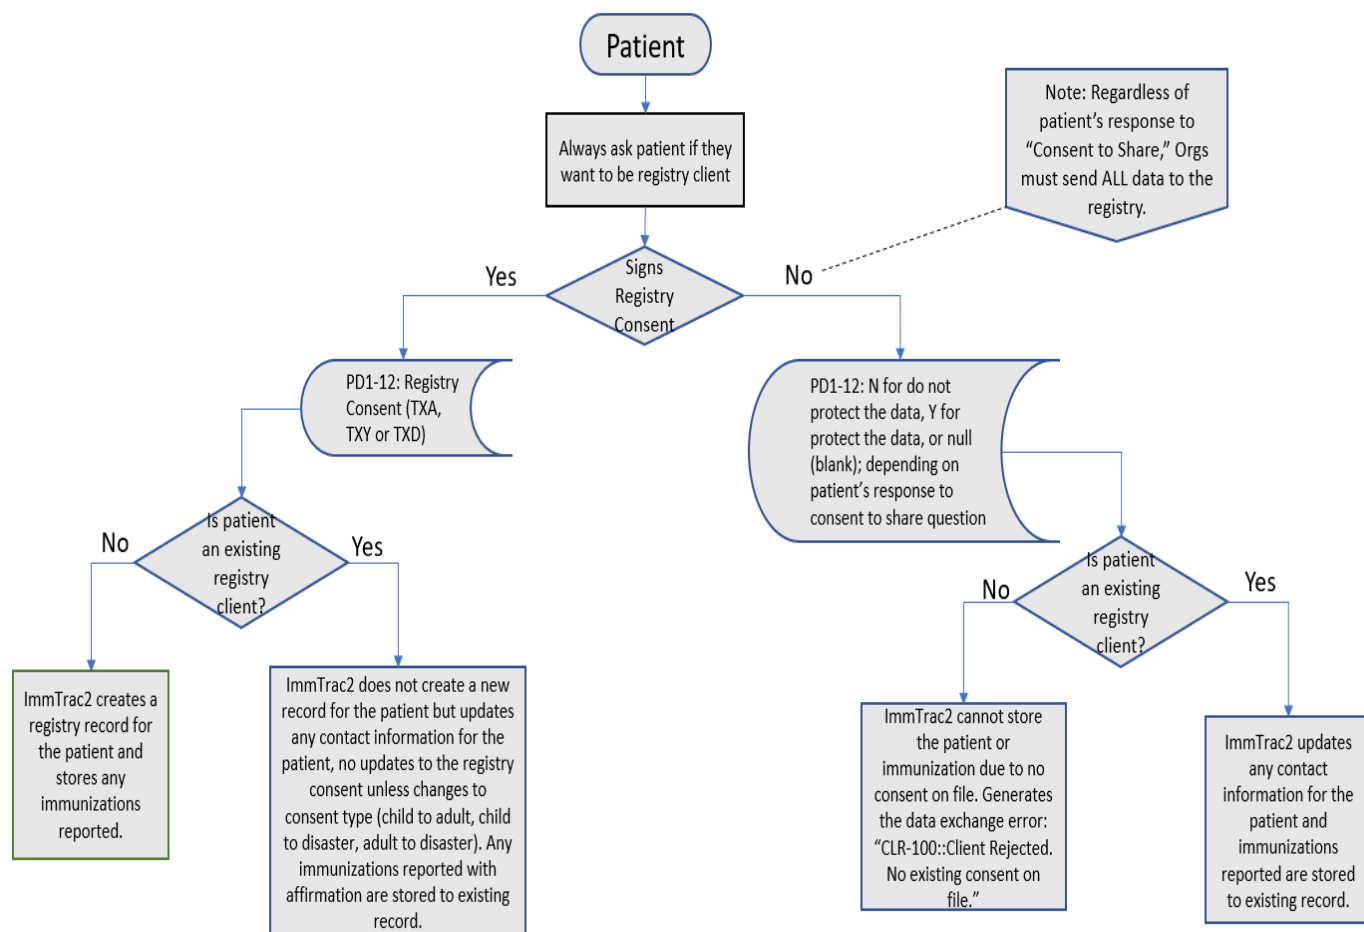 Patient
Always ask patient if they
want to be registry client
Note: Regardless of
patient’s response to
“Consent to Share,” Orgs
must send ALL data to the
registry.
Signs
Registry
Consent
Yes
No
PD1-12: Registry
Consent (TXA,
TXY or TXD)
PD1-12: N for do not
protect the data, Y for
protect the data, or null
(blank); depending on
patient’s response to
consent to share question
Is patient
an existing
registry
client?
No
Yes
Is patient
an existing
registry
client?
No
Yes
ImmTrac2 creates a
registry record for
the patient and
stores any
immunizations
reported.
ImmTrac2 does not create a new
record for the patient but updates
any contact information for the
patient, no updates to the registry
consent unless changes to
consent type (child to adult, child
to disaster, adult to disaster). Any
immunizations reported with
affirmation are stored to existing
record.
ImmTrac2 cannot store
the patient or
immunization due to no
consent on file. Generates
the data exchange error:
“CLR-100::Client Rejected.
No existing consent on
file.”
ImmTrac2 updates
any contact
information for the
patient and
immunizations
reported are stored
to existing record.